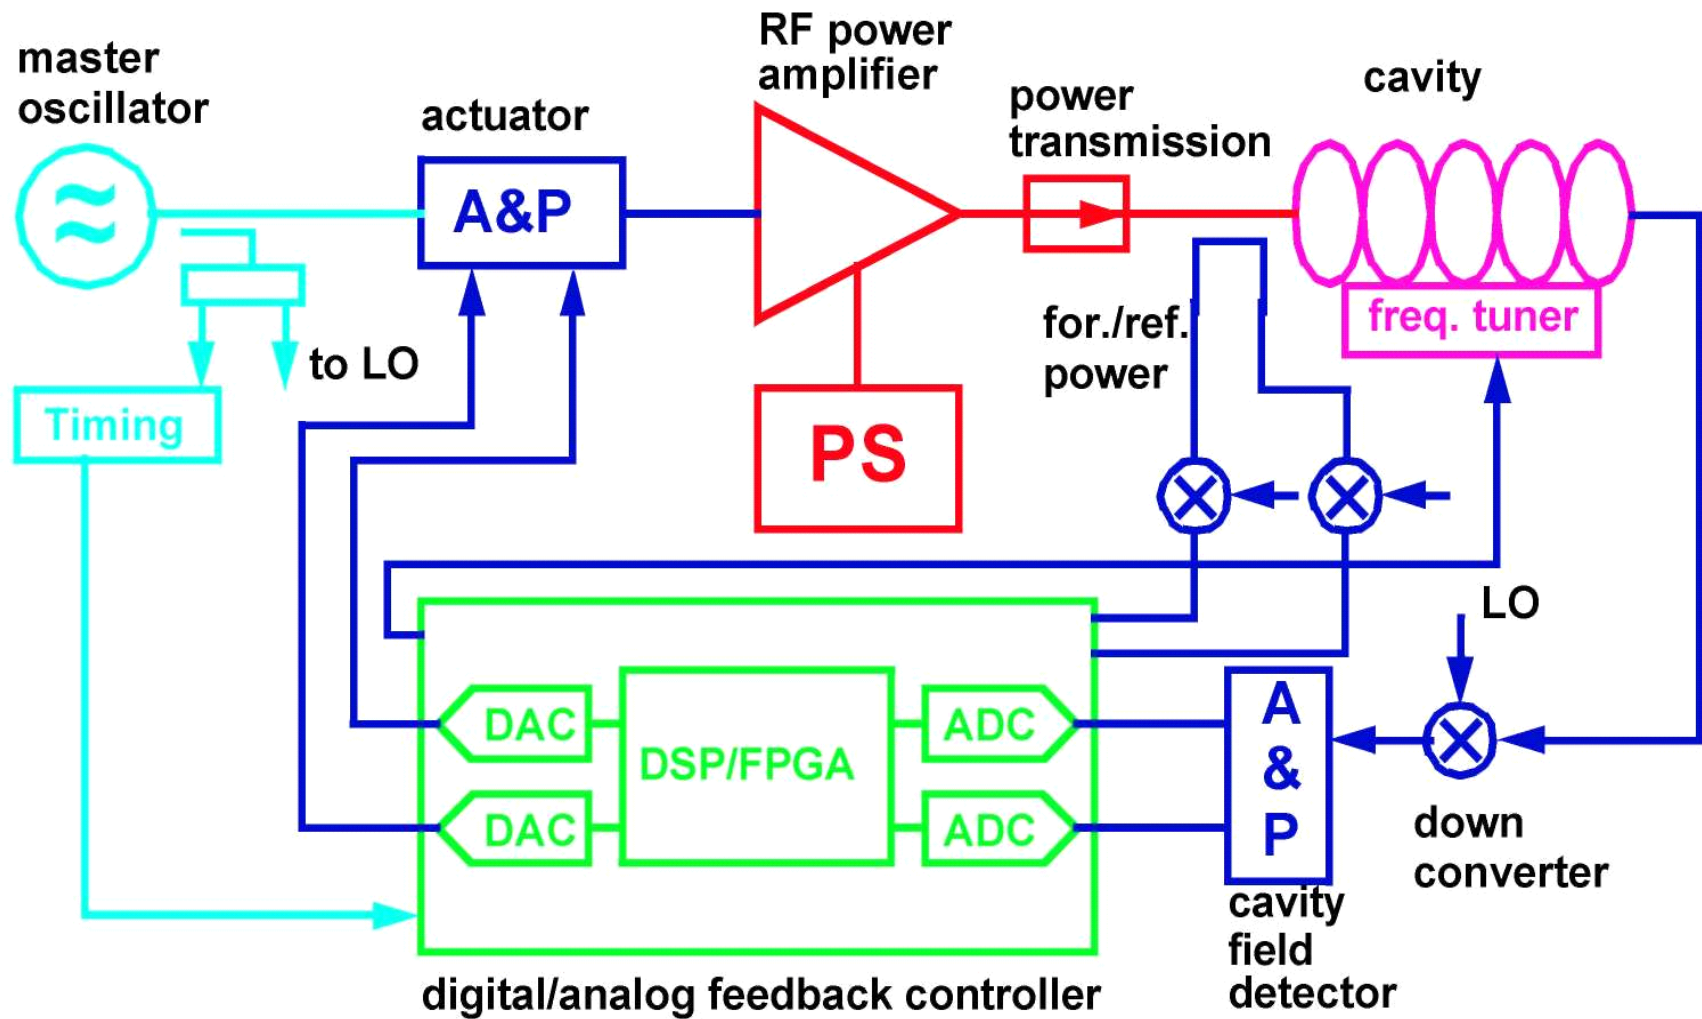 master
oscillator
actuator
RF power
amplifier
power
transmission
cavity
A&P
freq. tuner
for./ref.
power
to LO
Timing
PS
LO
DAC
DSP/FPGA
ADC
DAC
ADC
A
&
P
down
converter
cavity
field
detector
digital/analog feedback controller